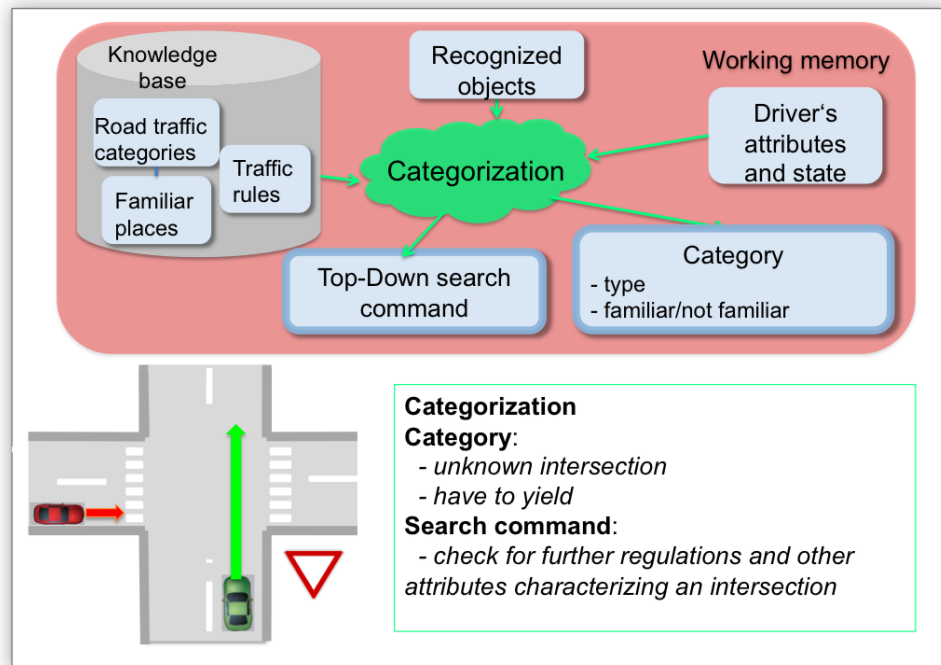 Knowledge
base
Road traffic
categories
Familiar
places
Traffic
rules
Recognized
objects
Working memory
Driver‘s
attributes
and state
Categorization
Top-Down search
command
Category
- type
- familiar/not familiar
Categorization
Category:
- unknown intersection
- have to yield
Search command:
- check for further regulations and other
attributes characterizing an intersection